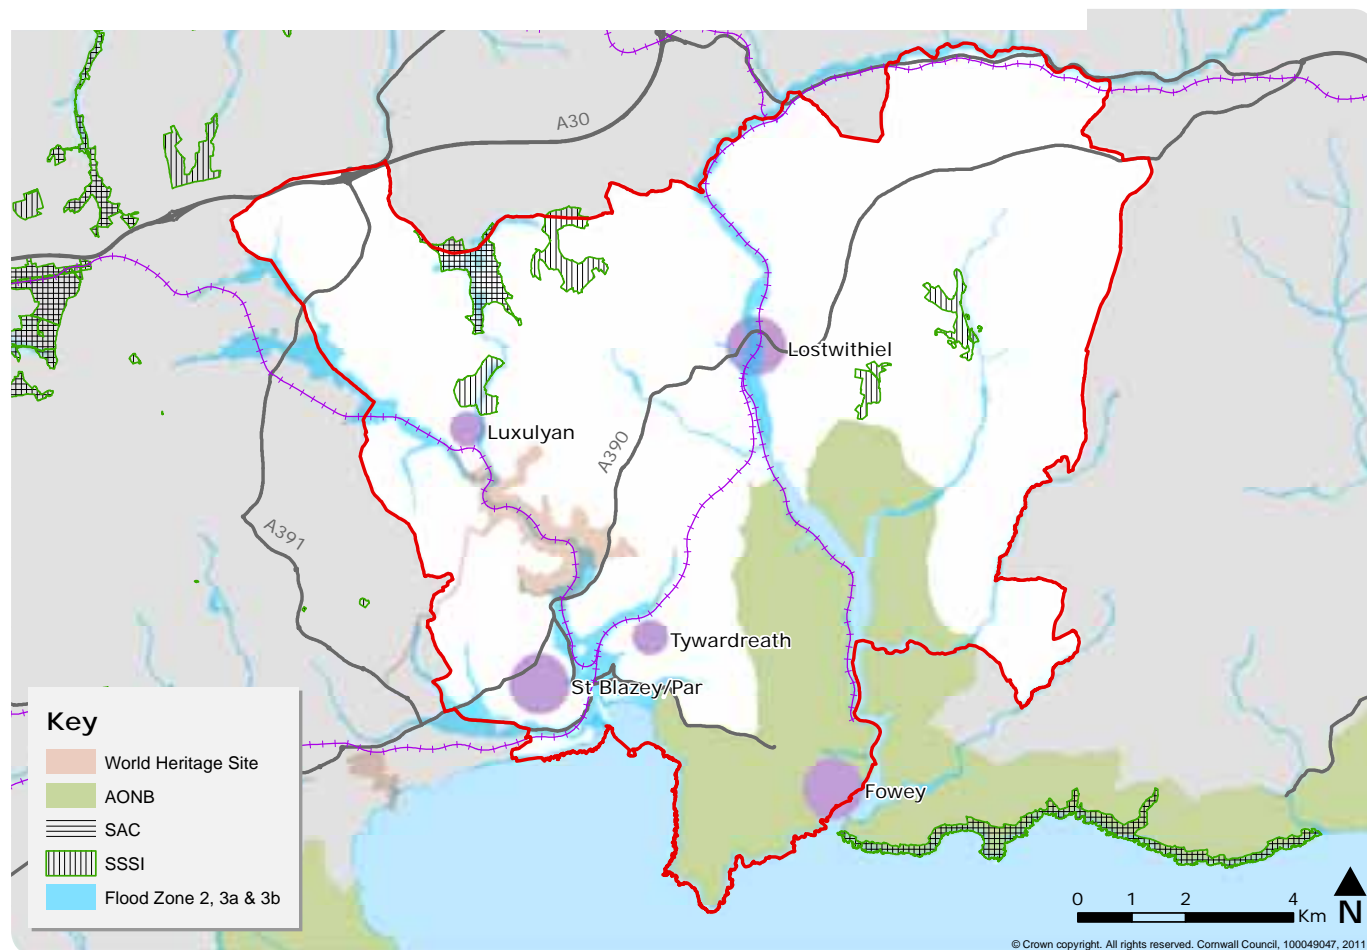 A30
Lostwithiel
Luxulyan
A390
A391
Tywardreath
St Blazey/Par
Fowey
Key
World Heritage Site
AONB
SAC
SSSI
Flood Zone 2, 3a & 3b
0 1 2 4
Km
N
© Crown copyright. All rights reserved. Cornwall Council, 100049047, 2011